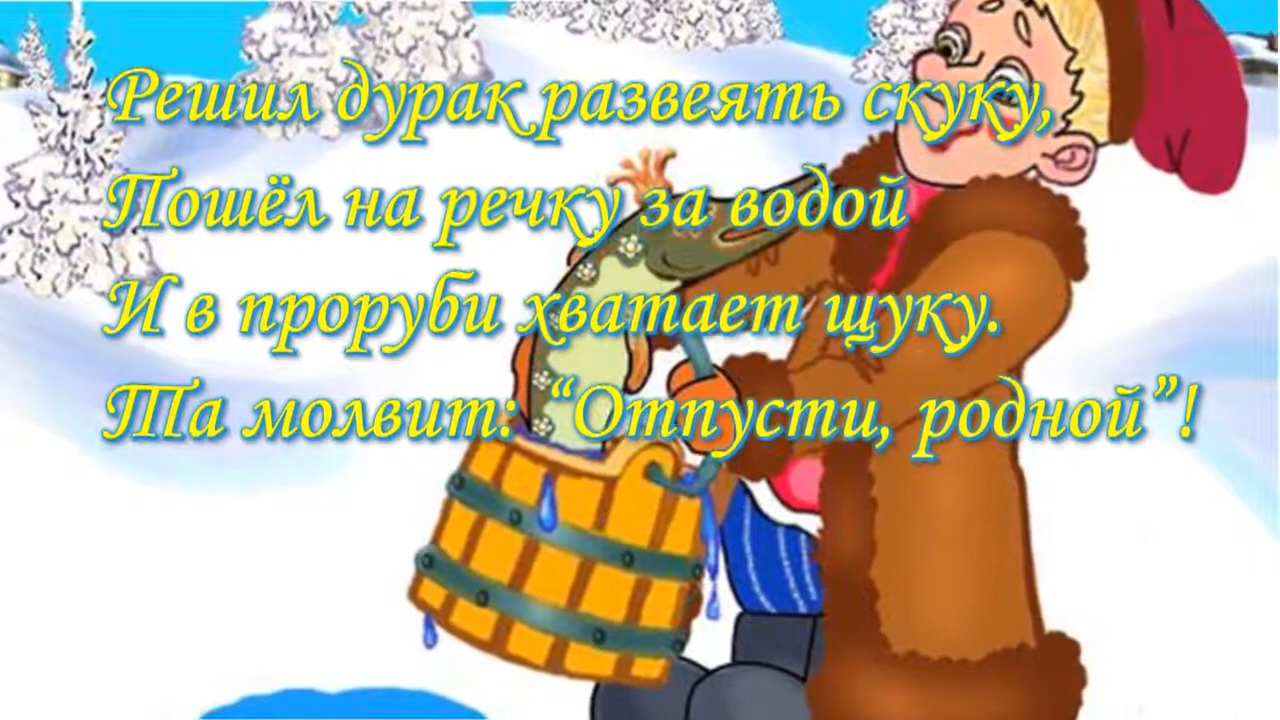 Решил дурак развеять скуку,
Пошёл на речку за водой
И в проруби хватает щуку.
Та молвит: “Отпусти, родной”!